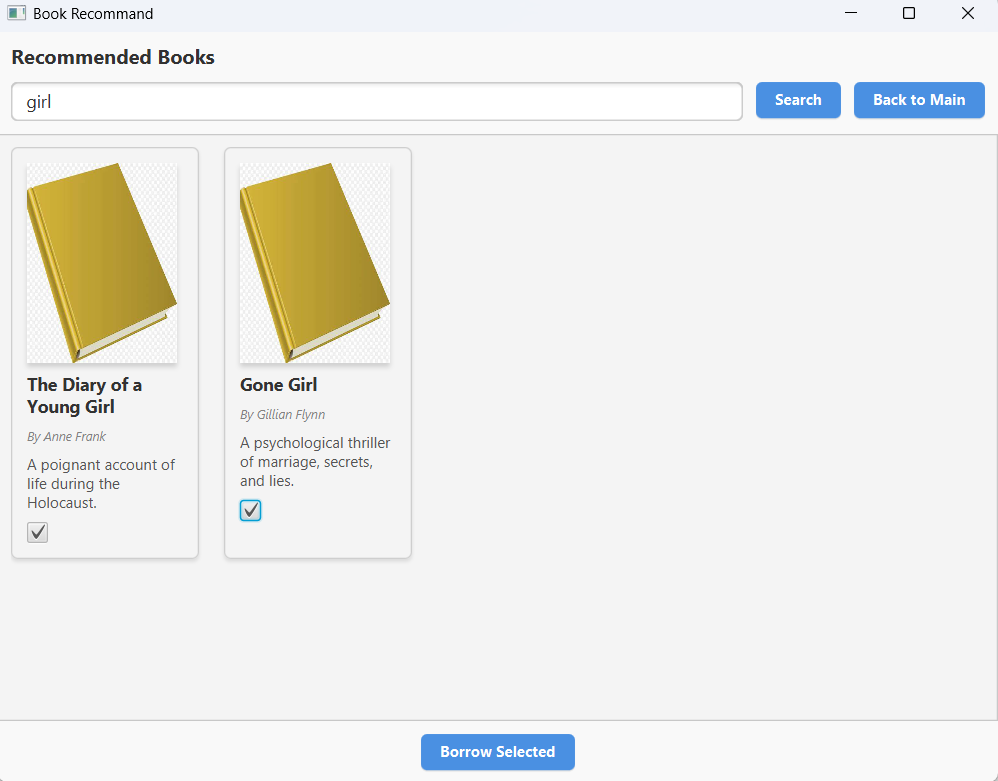 Book Recommand
Recommended Books
girl
Search
Back to Main
The Diary of a
Young Girl
By Anne Frank
A poignant account of
life during the
Holocaust.
Gone Girl
By Gillian Flynn
A psychological thriller
of marriage, secrets,
and lies.
Borrow Selected